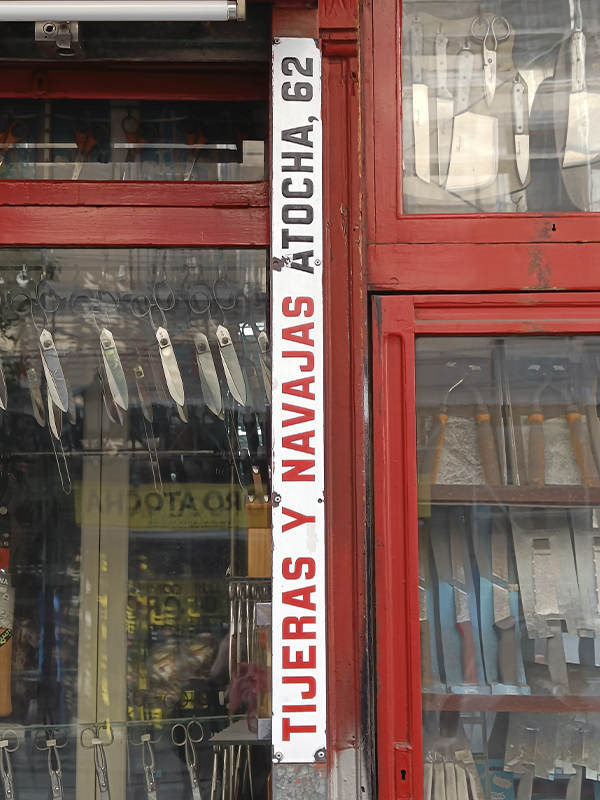 TIJERAS Y NAVAJAS ATOCHA, 62
RO ATOCHA